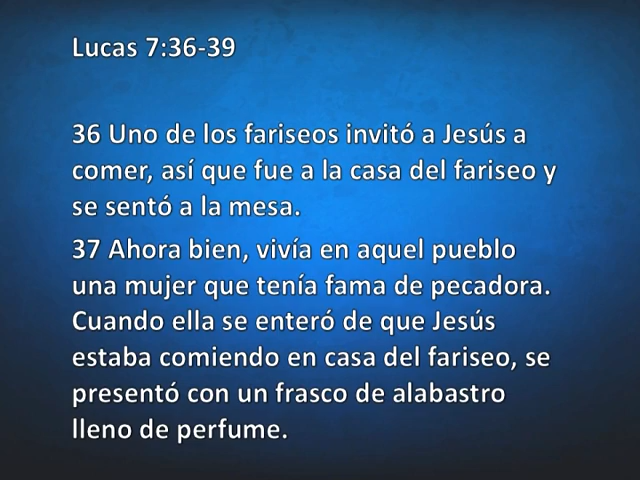 Lucas 7:36-39
36 Uno de los fariseos invitó a Jesús a
comer, así que fue a la casa del fariseo y
se sentó a la mesa.
37 Ahora bien, vivía en aquel pueblo
una mujer que tenía fama de pecadora.
Cuando ella se enteró de que Jesús
estaba comiendo en casa del fariseo, se
presentó con un frasco de alabastro
lleno de perfume.